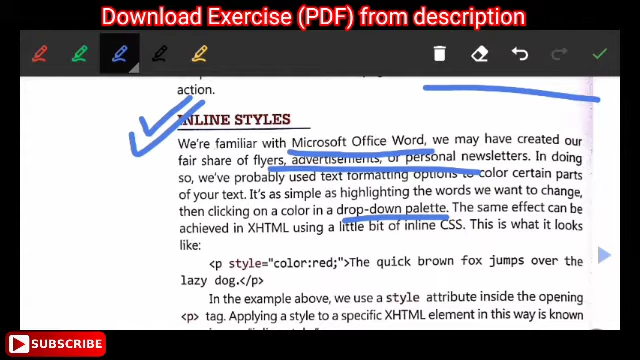 Download Exercise (PDF) from description
action.
INLINE STYLES
We're familiar with Microsoft Office Word, we may have created our
fair share of flyers, advertisements, or personal newsletters. In doing
so, we've probably used text formatting options to color certain parts
of your text. It's as simple as highlighting the words we want to change,
then clicking on a color in a drop-down palette. The same effect can be
achieved in XHTML using a little bit of inline CSS. This is what it looks
like:
<p style="color:red;">The quick brown fox jumps over the
lazy dog.</p>
In the example above, we use a style attribute inside the opening
<p> tag. Applying a style to a specific XHTML element in this way is known
SUBSCRIBE